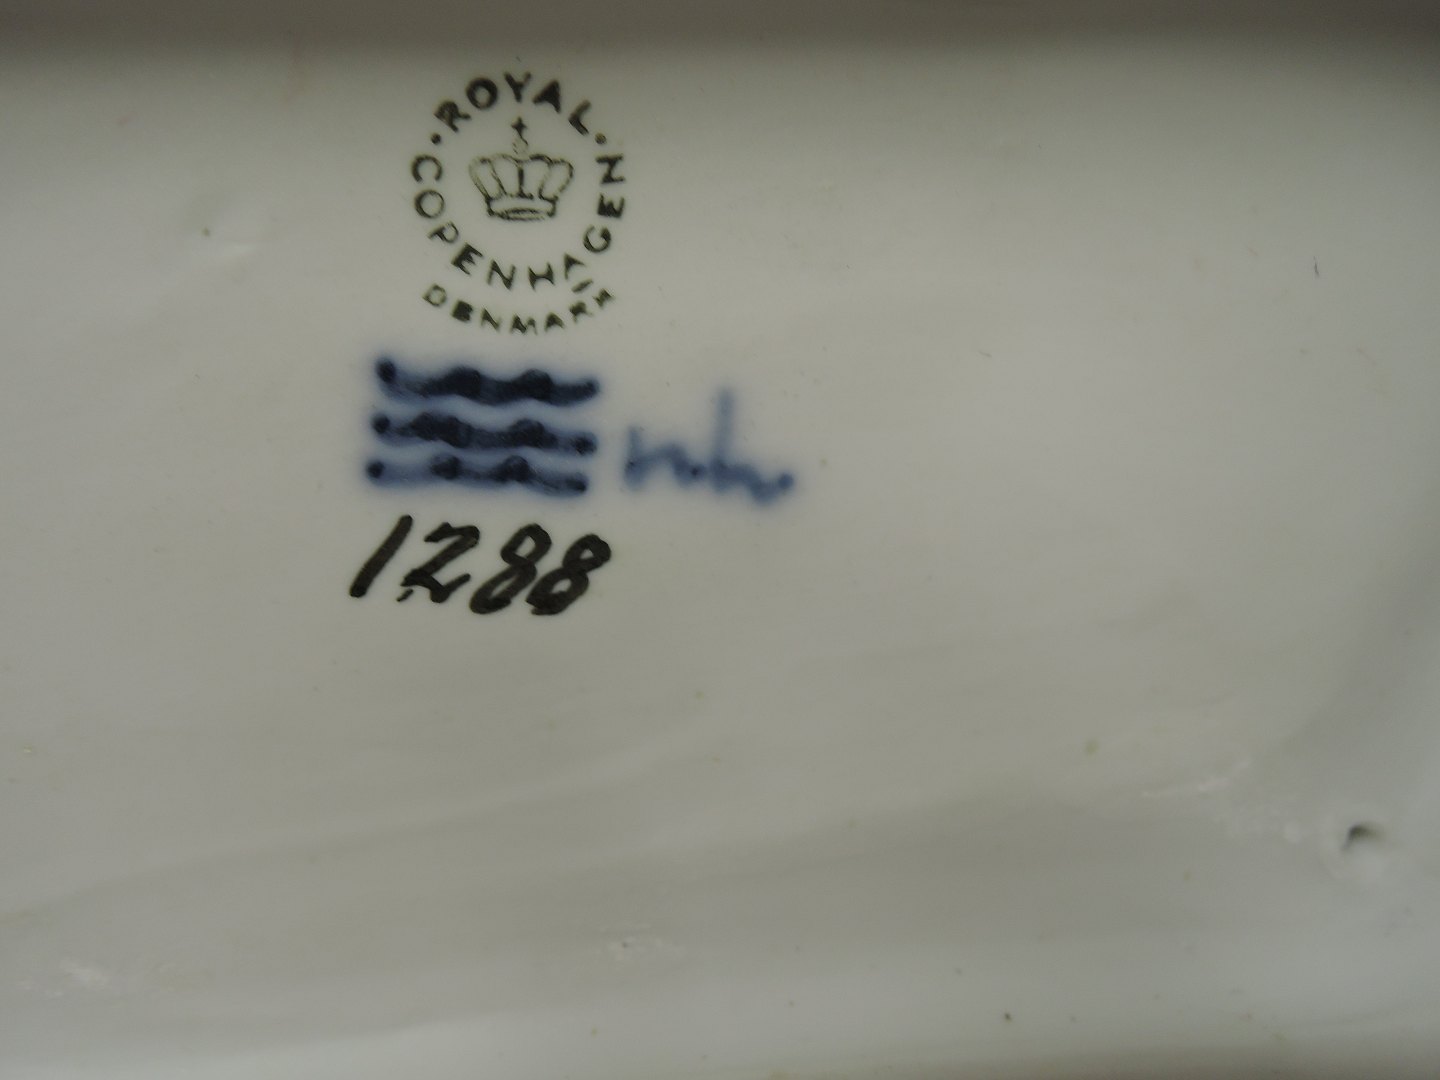 ROYAL
COPENHAGEN
DENMARK
1288